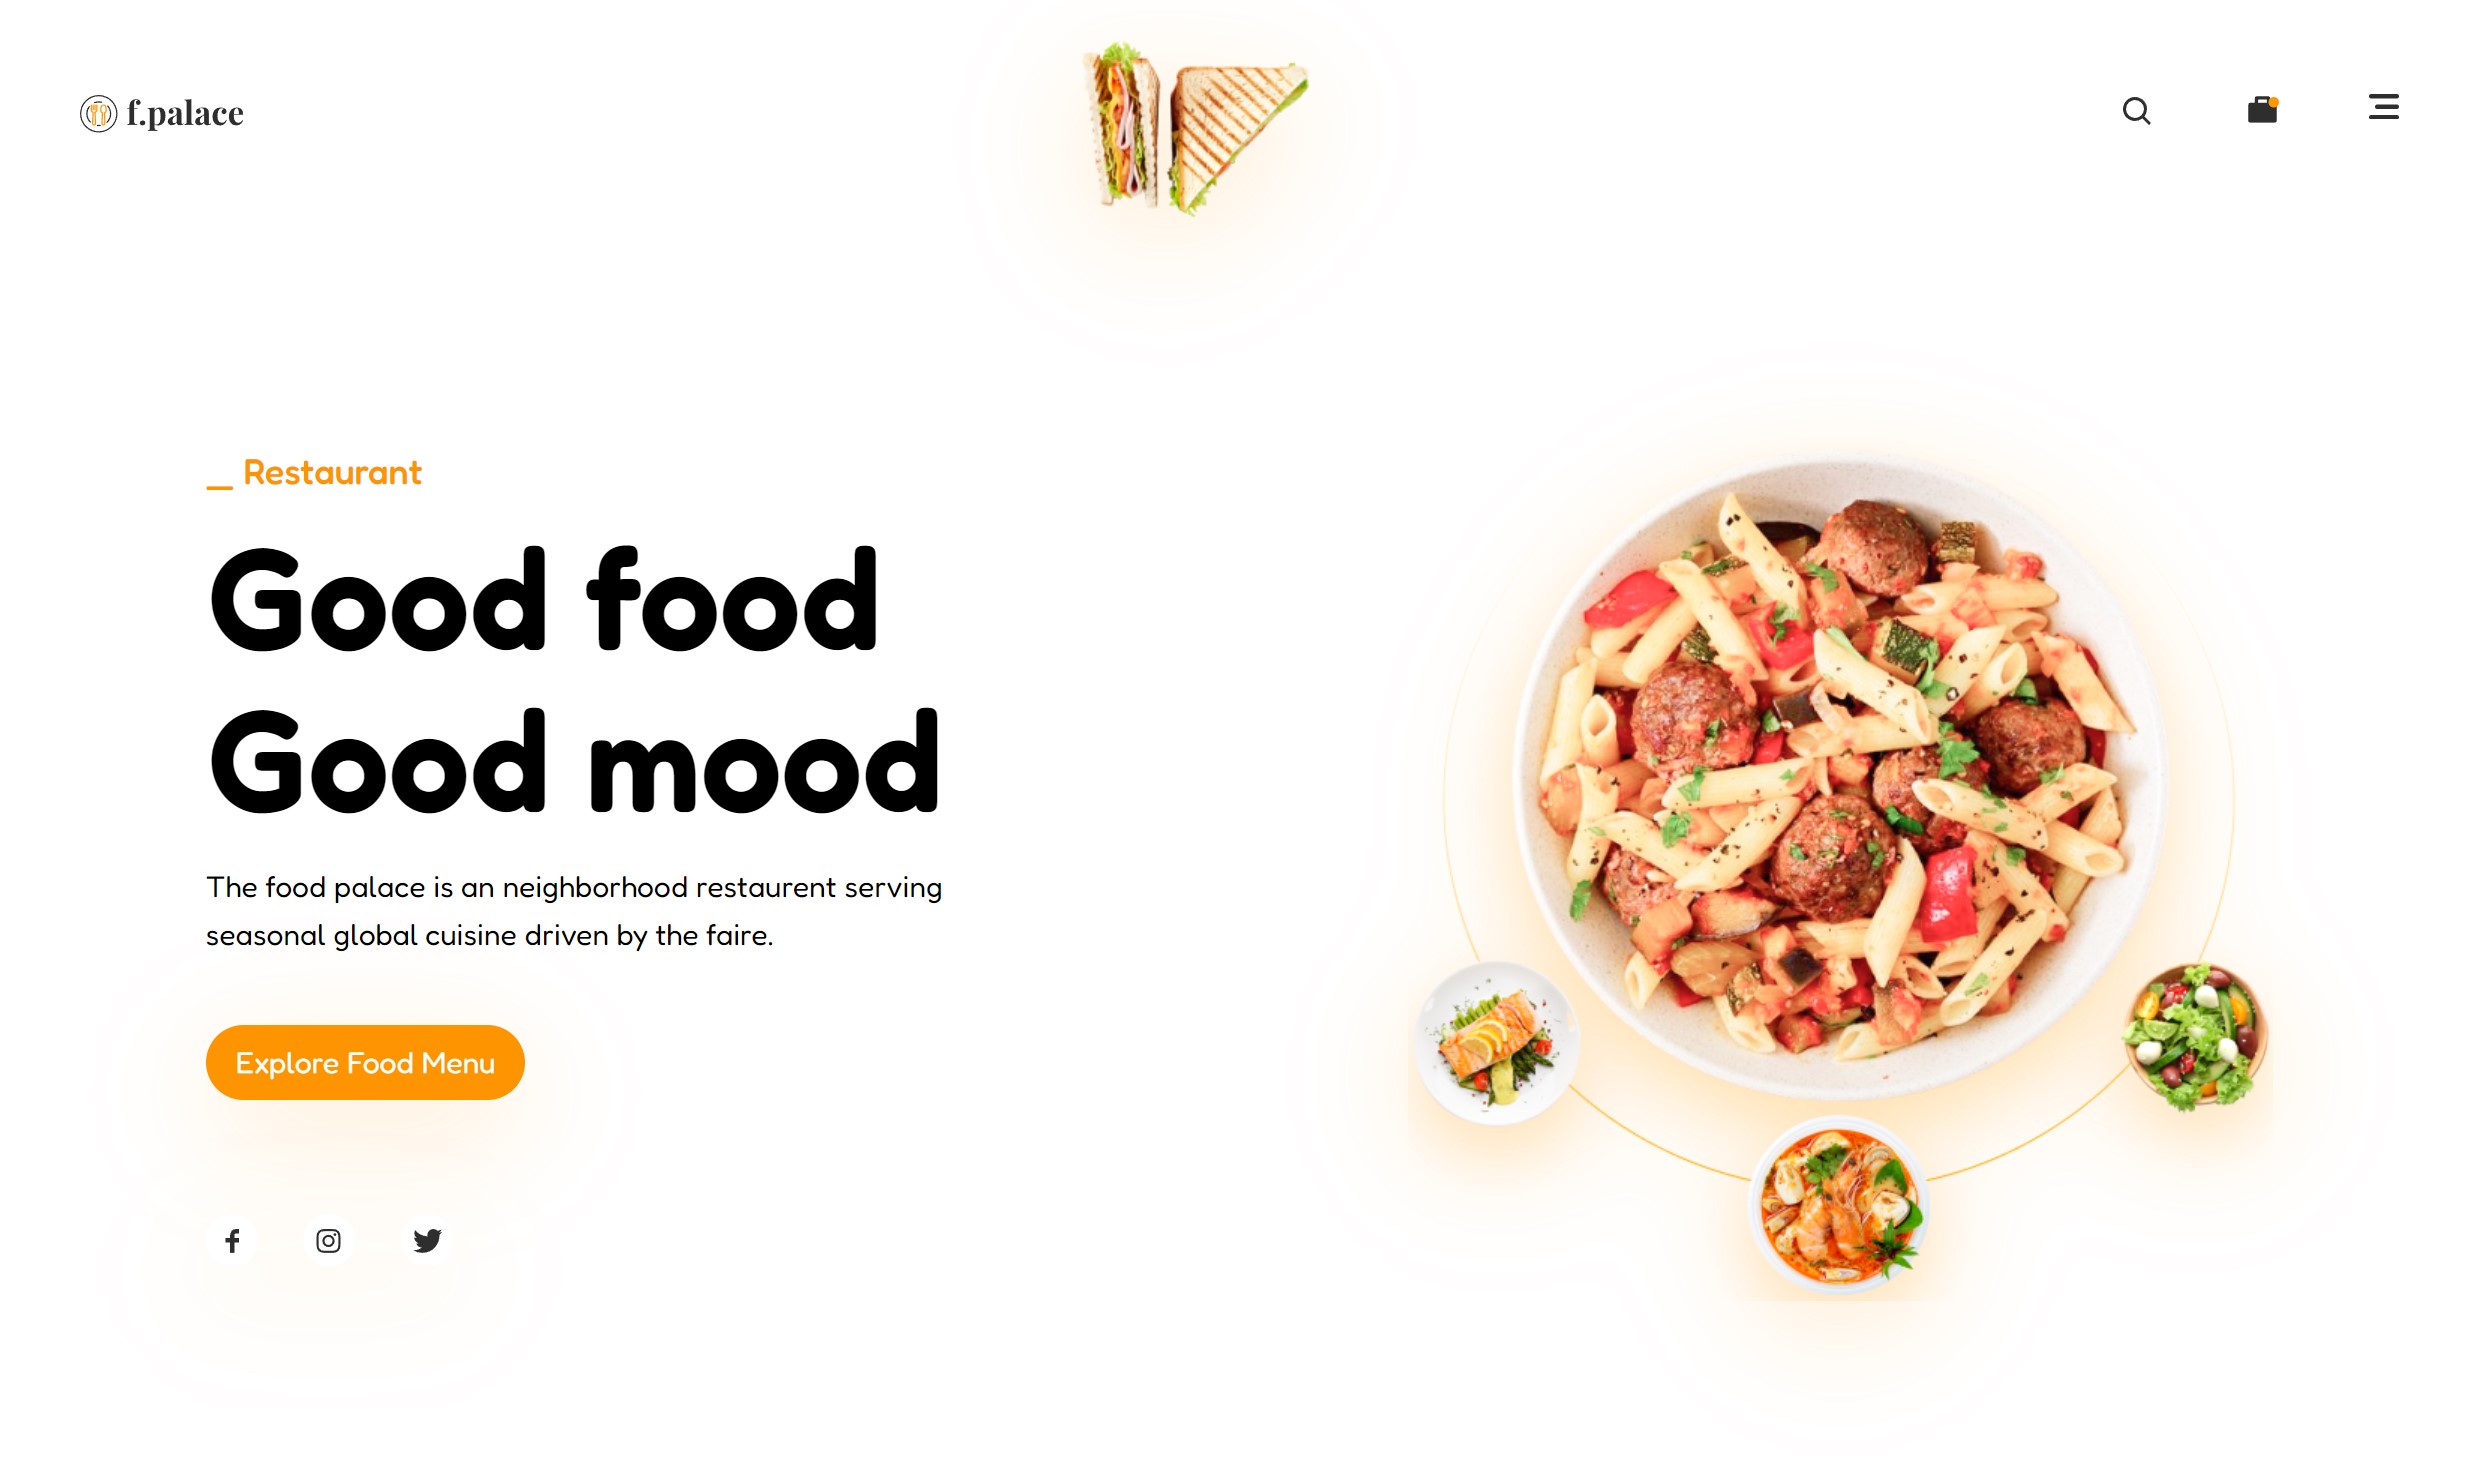 f.palace
_ Restaurant
Good food
Good mood
The food palace is an neighborhood restaurent serving
seasonal global cuisine driven by the faire.
Explore Food Menu